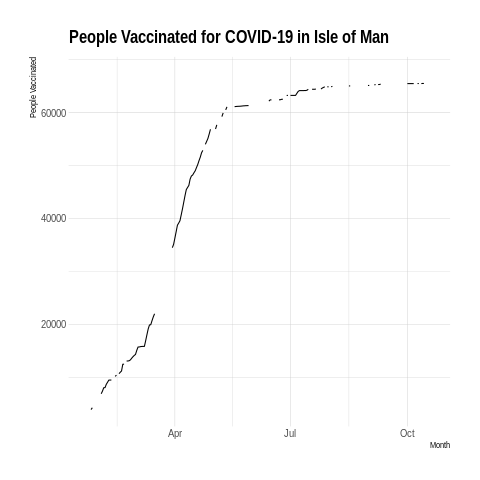 People Vaccinated for COVID-19 in Isle of Man
People Vaccinated
60000
40000
20000
Apr
Jul
Oct
Month